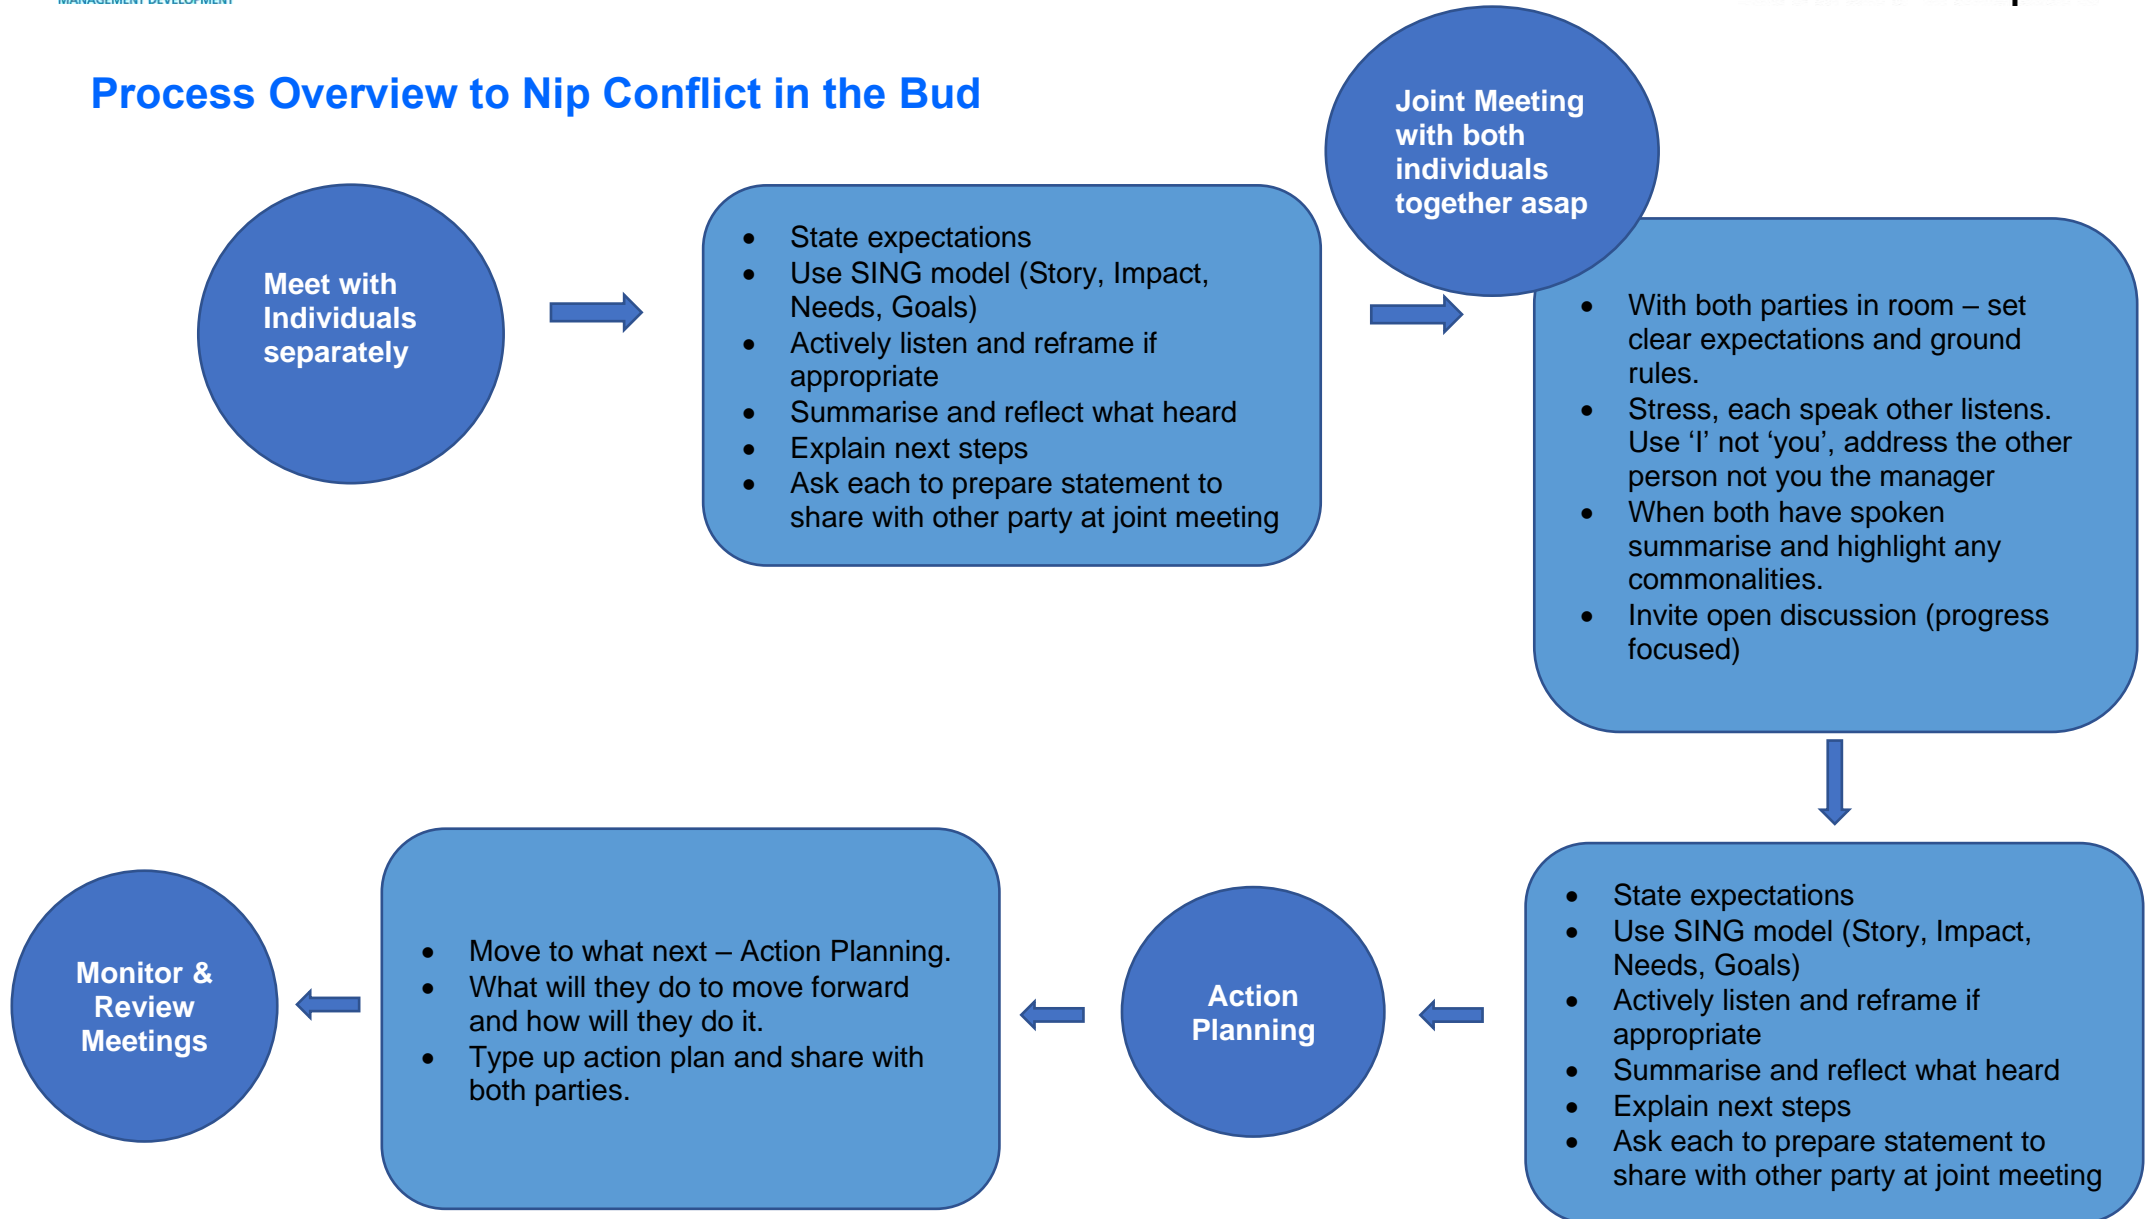 MANAGEMENT DEVELOPMENT
Process Overview to Nip Conflict in the Bud
Meet with
Individuals
separately
• State expectations
• Use SING model (Story, Impact,
Needs, Goals)
• Actively listen and reframe if
appropriate
• Summarise and reflect what heard
• Explain next steps
• Ask each to prepare statement to
share with other party at joint meeting
Joint Meeting
with both
individuals
together asap
• With both parties in room – set
clear expectations and ground
rules.
• Stress, each speak other listens.
Use ‘I’ not ‘you’, address the other
person not you the manager
• When both have spoken
summarise and highlight any
commonalities.
• Invite open discussion (progress
focused)
• State expectations
• Use SING model (Story, Impact,
Needs, Goals)
• Actively listen and reframe if
appropriate
• Summarise and reflect what heard
• Explain next steps
• Ask each to prepare statement to
share with other party at joint meeting
Action
Planning
• Move to what next – Action Planning.
• What will they do to move forward
and how will they do it.
• Type up action plan and share with
both parties.
Monitor &
Review
Meetings